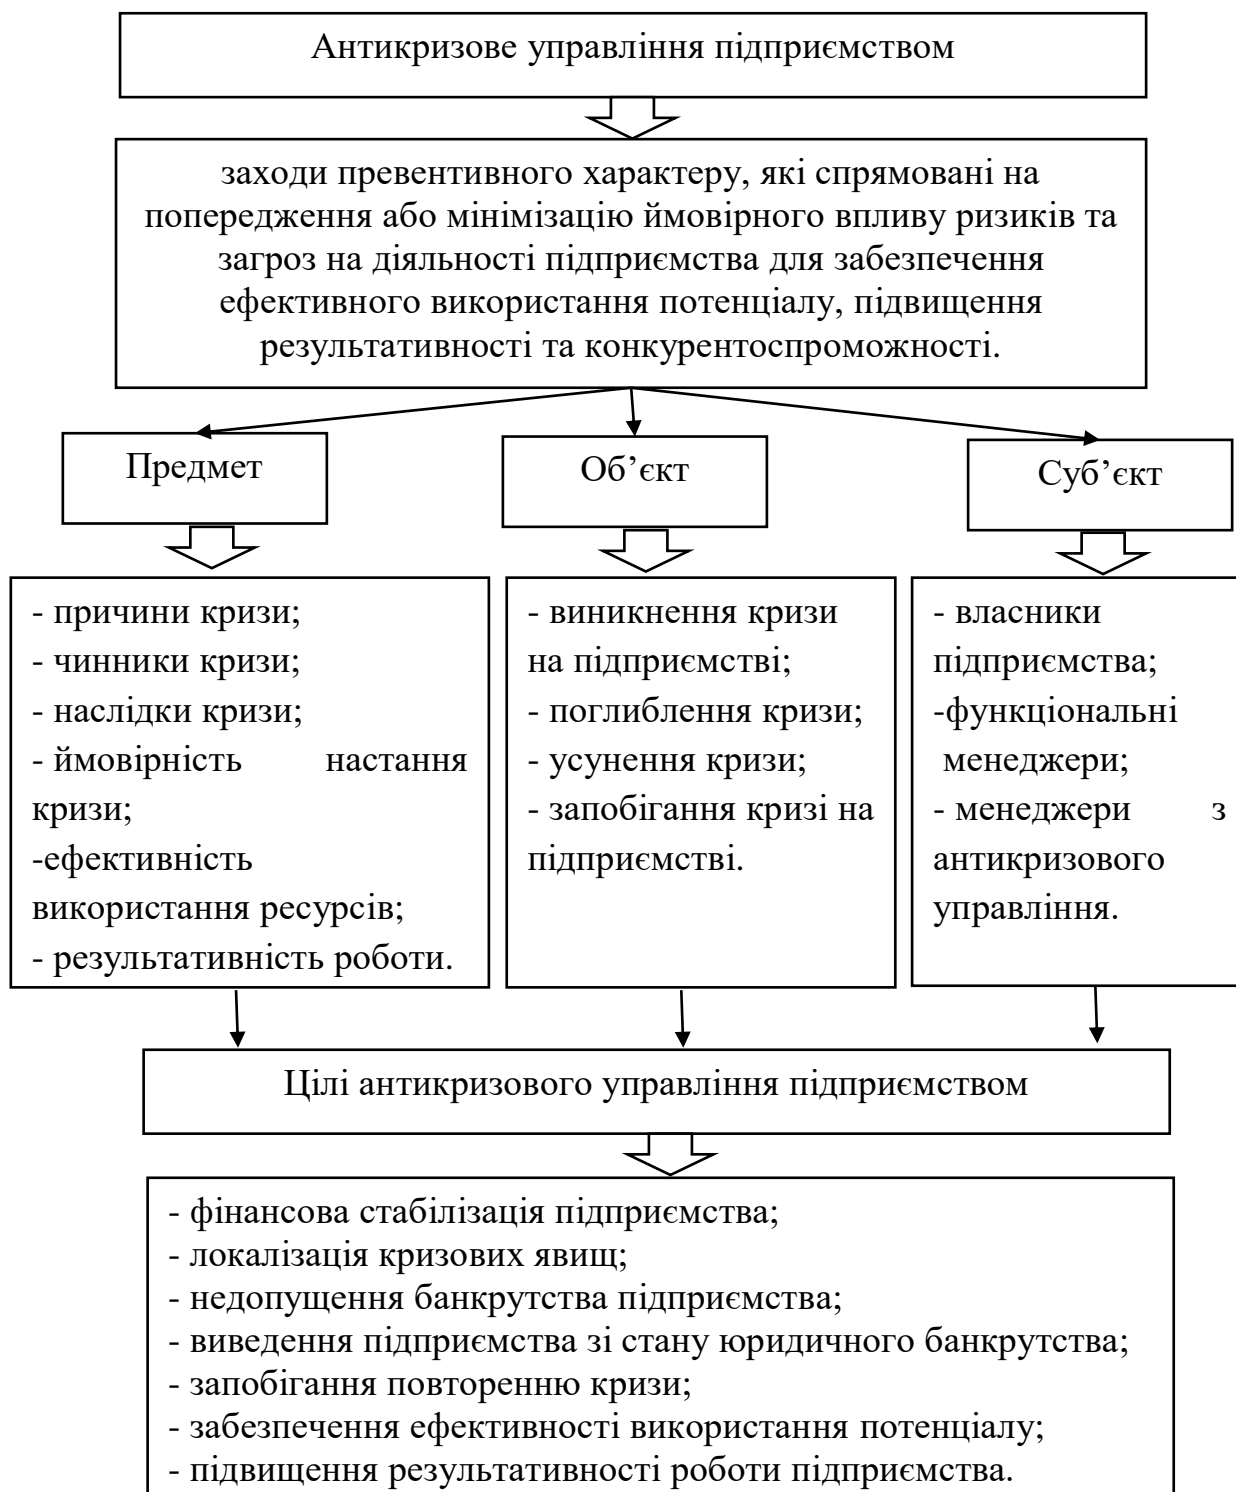 Антикризове управління підприємством
заходи превентивного характеру, які спрямовані на
попередження або мінімізацію ймовірного впливу ризиків та
загроз на діяльності підприємства для забезпечення
ефективного використання потенціалу, підвищення
результативності та конкурентоспроможності.
Предмет
Об’єкт
Суб’єкт
- причини кризи;
- чинники кризи;
- наслідки кризи;
- ймовірність настання
кризи;
-ефективність
використання ресурсів;
- результативність роботи.
- виникнення кризи
на підприємстві;
- поглиблення кризи;
- усунення кризи;
- запобігання кризі на
підприємстві.
- власники
підприємства;
-функціональні
менеджери;
- менеджери з
антикризового
управління.
Цілі антикризового управління підприємством
- фінансова стабілізація підприємства;
- локалізація кризових явищ;
- недопущення банкрутства підприємства;
- виведення підприємства зі стану юридичного банкрутства;
- запобігання повторенню кризи;
- забезпечення ефективності використання потенціалу;
- підвищення результативності роботи підприємства.